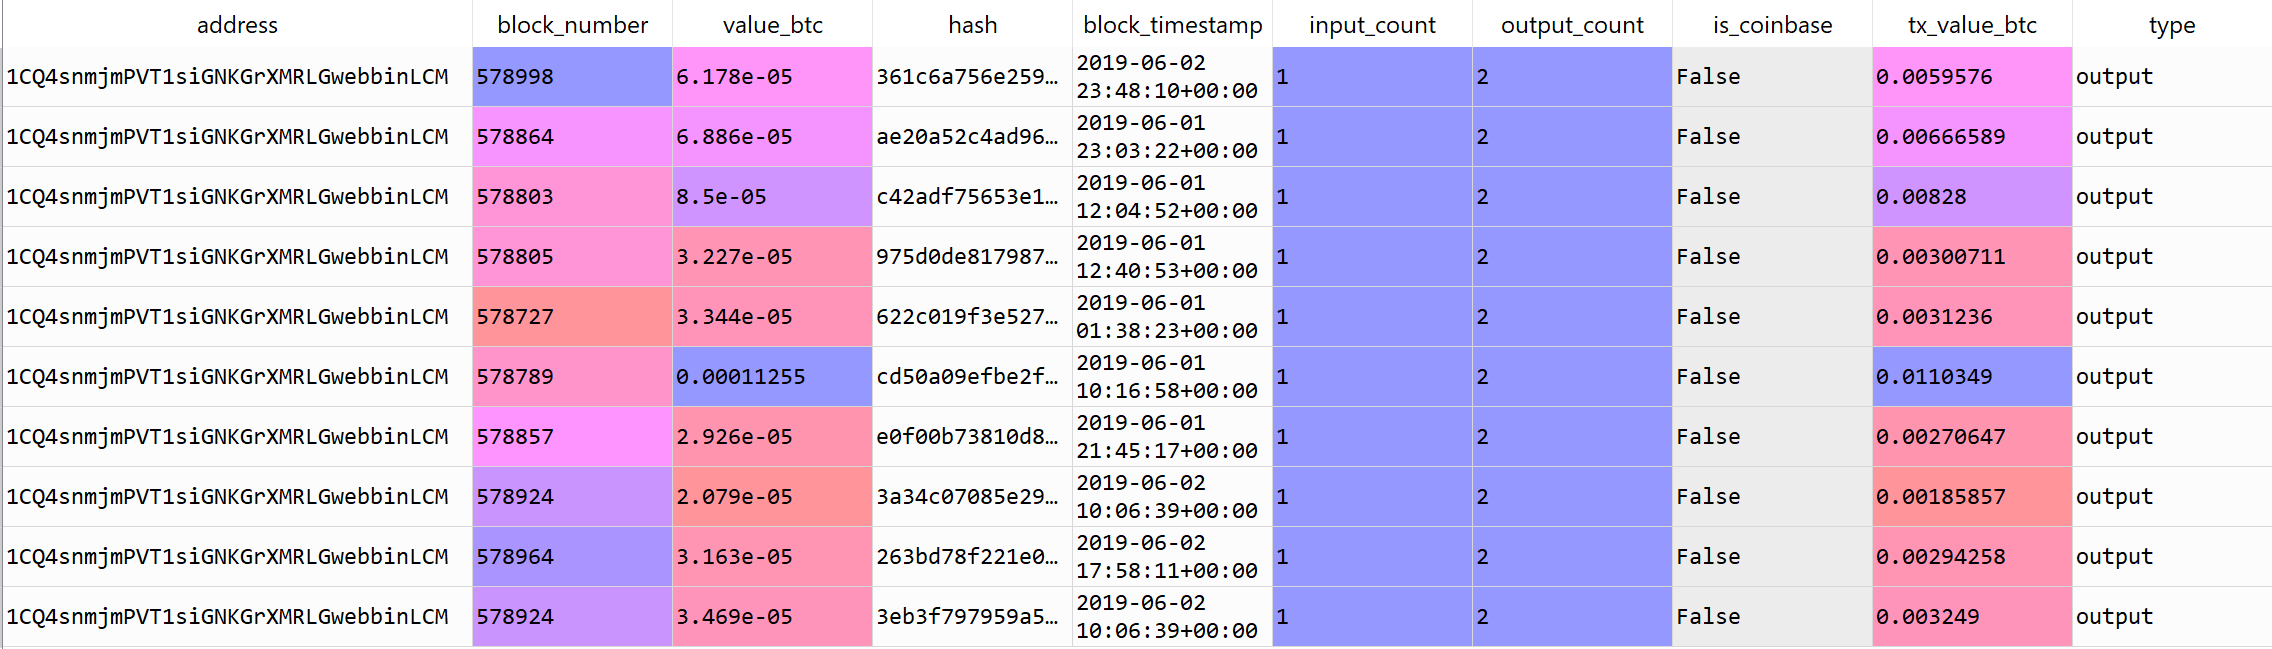 address block_number value_btc hash block_timestamp input_count output_count is_coinbase tx_value_btc type
1CQ4snmjmPVT1siGNKGrXMRLGwebbinLCM 578998 6.178e-05 361c6a756e259… 2019-06-02 23:48:10+00:00 1 2 False 0.0059576 output
1CQ4snmjmPVT1siGNKGrXMRLGwebbinLCM 578864 6.886e-05 ae20a52c4ad96… 2019-06-01 23:03:22+00:00 1 2 False 0.00666589 output
1CQ4snmjmPVT1siGNKGrXMRLGwebbinLCM 578803 8.5e-05 c42adf75653e1… 2019-06-01 12:04:52+00:00 1 2 False 0.00828 output
1CQ4snmjmPVT1siGNKGrXMRLGwebbinLCM 578805 3.227e-05 975d0de817987… 2019-06-01 12:40:53+00:00 1 2 False 0.00300711 output
1CQ4snmjmPVT1siGNKGrXMRLGwebbinLCM 578727 3.344e-05 622c019f3e527… 2019-06-01 01:38:23+00:00 1 2 False 0.0031236 output
1CQ4snmjmPVT1siGNKGrXMRLGwebbinLCM 578789 0.00011255 cd50a09efbe2f… 2019-06-01 10:16:58+00:00 1 2 False 0.0110349 output
1CQ4snmjmPVT1siGNKGrXMRLGwebbinLCM 578857 2.926e-05 e0f00b73810d8… 2019-06-01 21:45:17+00:00 1 2 False 0.00270647 output
1CQ4snmjmPVT1siGNKGrXMRLGwebbinLCM 578924 2.079e-05 3a34c07085e29… 2019-06-02 10:06:39+00:00 1 2 False 0.00185857 output
1CQ4snmjmPVT1siGNKGrXMRLGwebbinLCM 578964 3.163e-05 263bd78f221e0… 2019-06-02 17:58:11+00:00 1 2 False 0.00294258 output
1CQ4snmjmPVT1siGNKGrXMRLGwebbinLCM 578924 3.469e-05 3eb3f797959a5… 2019-06-02 10:06:39+00:00 1 2 False 0.003249 output